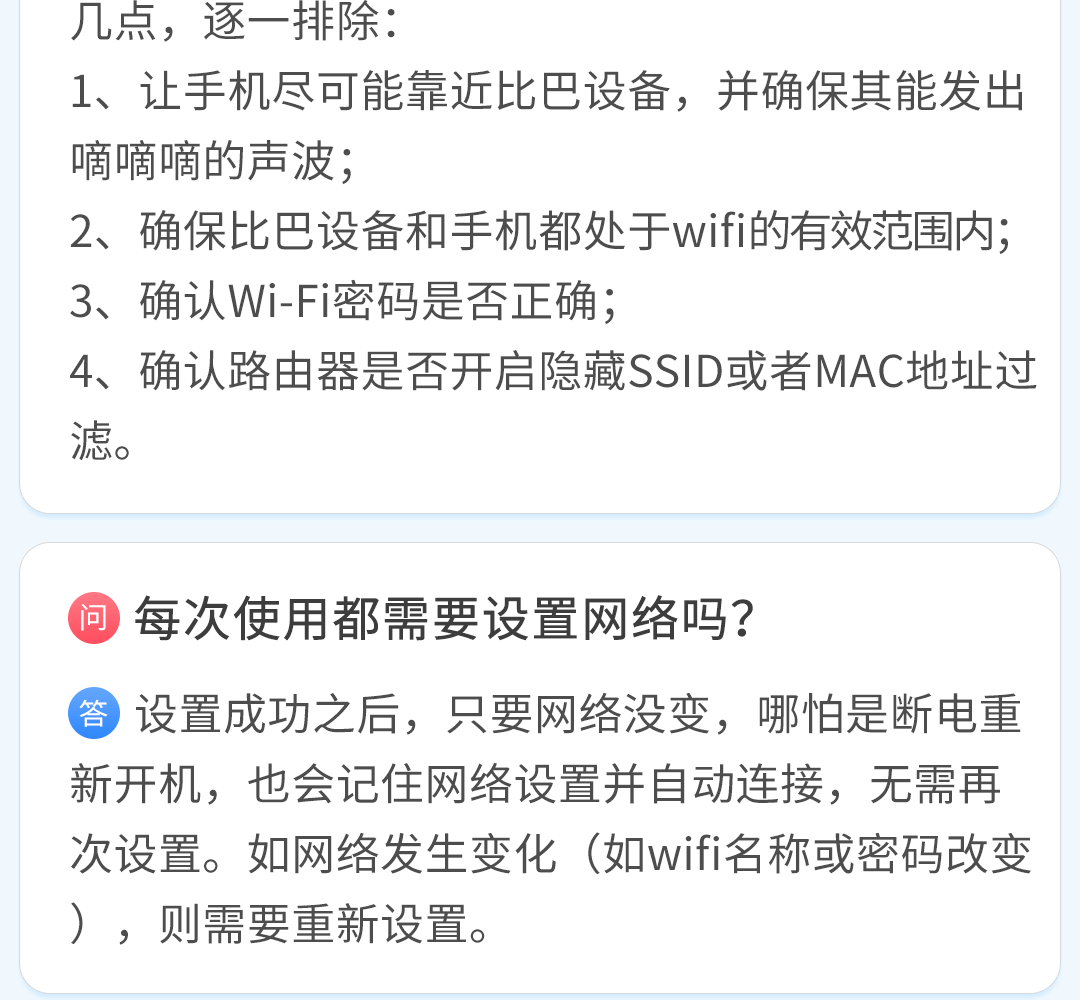 几点，逐一排除：
1、让手机尽可能靠近比巴设备，并确保其能发出
嘀嘀嘀的声波；
2、确保比巴设备和手机都处于wifi的有效范围内；
3、确认Wi-Fi密码是否正确；
4、确认路由器是否开启隐藏SSID或者MAC地址过
滤。
问 每次使用都需要设置网络吗？
答 设置成功之后，只要网络没变，哪怕是断电重
新开机，也会记住网络设置并自动连接，无需再
次设置。如网络发生变化（如wifi名称或密码改变
），则需要重新设置。